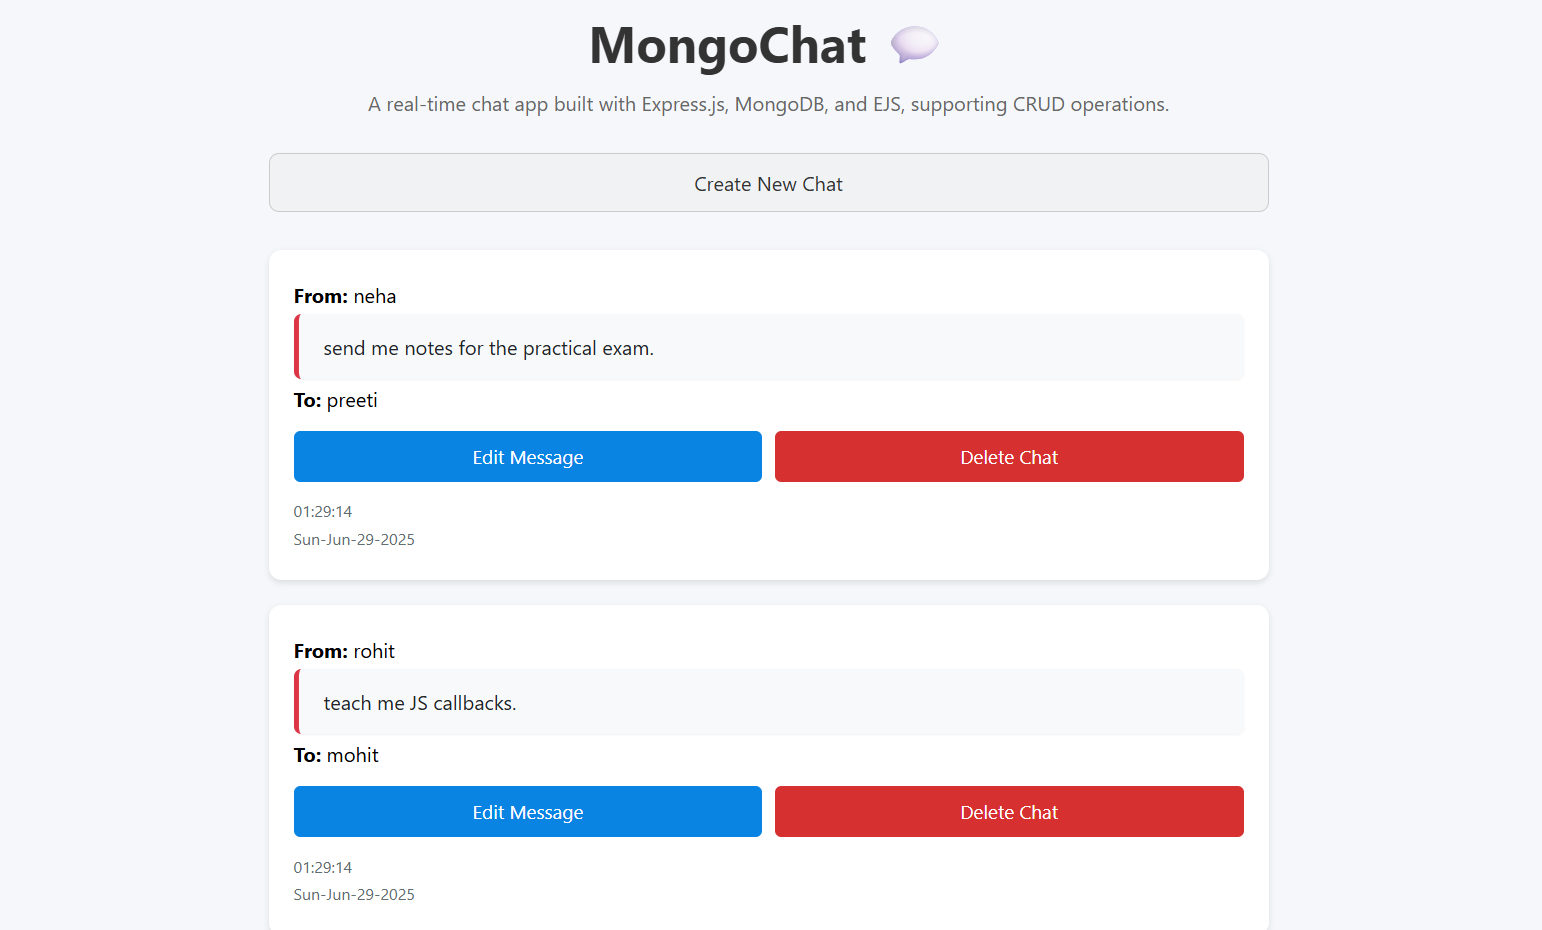 MongoChat
A real-time chat app built with Express.js, MongoDB, and EJS, supporting CRUD operations.
Create New Chat
From: neha
send me notes for the practical exam.
To: preeti
Edit Message Delete Chat
01:29:14
Sun-Jun-29-2025
From: rohit
teach me JS callbacks.
To: mohit
Edit Message Delete Chat
01:29:14
Sun-Jun-29-2025